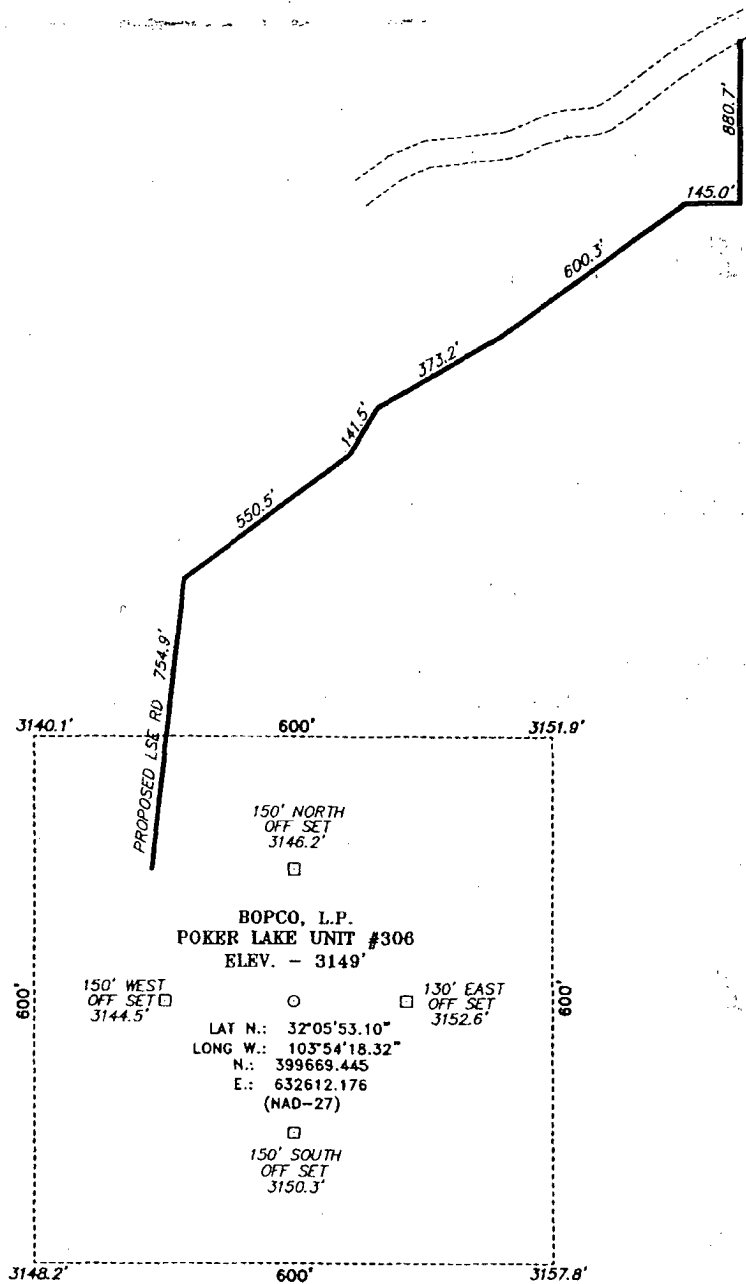 880.7'
145.0'
600.3'
373.2'
141.5'
550.5'
PROPOSED LSE RD 754.9'
3140.1'
600'
3151.9'
150' NORTH
OFF SET
3146.2'
BOPCO, L.P.
POKER LAKE UNIT #306
ELEV. - 3149'
600'
150' WEST
OFF SET
3144.5'
130' EAST
OFF SET
3152.6'
600'
LAT N.: 32°05'53.10"
LONG W.: 103°54'18.32"
N.: 399669.445
E.: 632612.176
(NAD-27)
150' SOUTH
OFF SET
3150.3'
3148.2'
600'
3157.8'